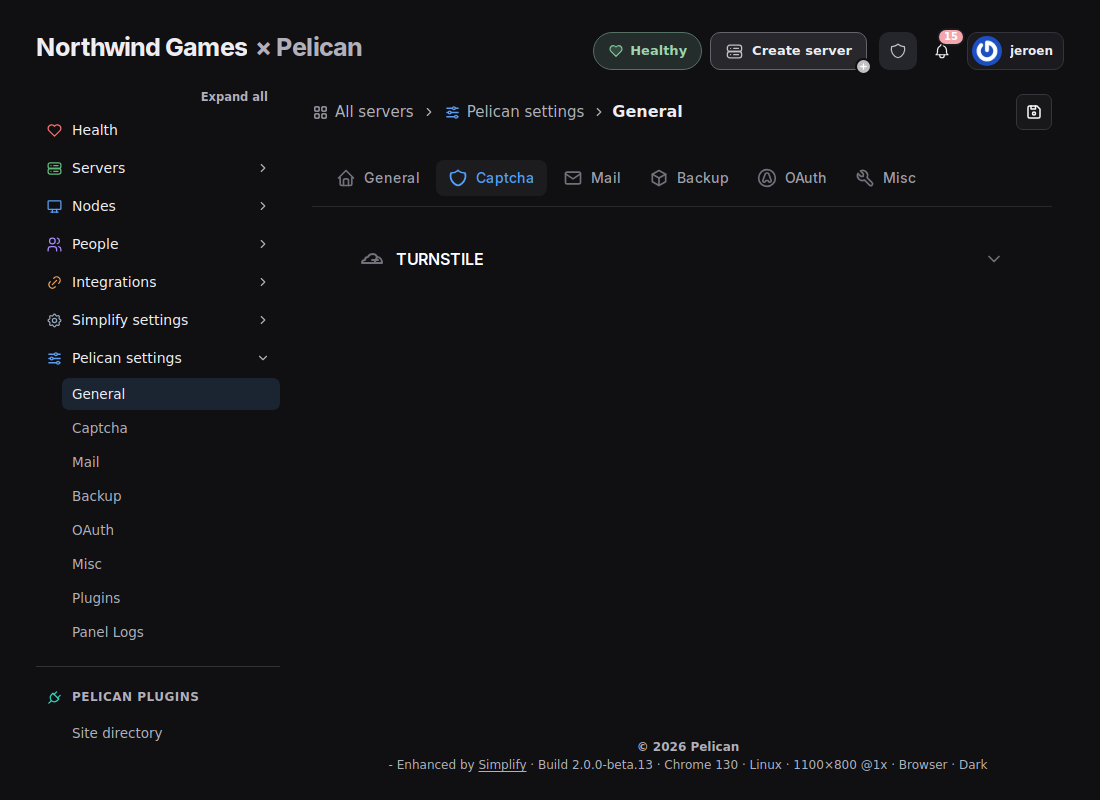 Northwind Games × Pelican
Healthy
Create server
15
jeroen
Expand all
Health
Servers
Nodes
People
Integrations
Simplify settings
Pelican settings
General
Captcha
Mail
Backup
OAuth
Misc
Plugins
Panel Logs
PELICAN PLUGINS
Site directory
All servers > Pelican settings > General
General Captcha Mail Backup OAuth Misc
TURNSTILE
© 2026 Pelican
- Enhanced by Simplify · Build 2.0.0-beta.13 · Chrome 130 · Linux · 1100×800 @1x · Browser · Dark